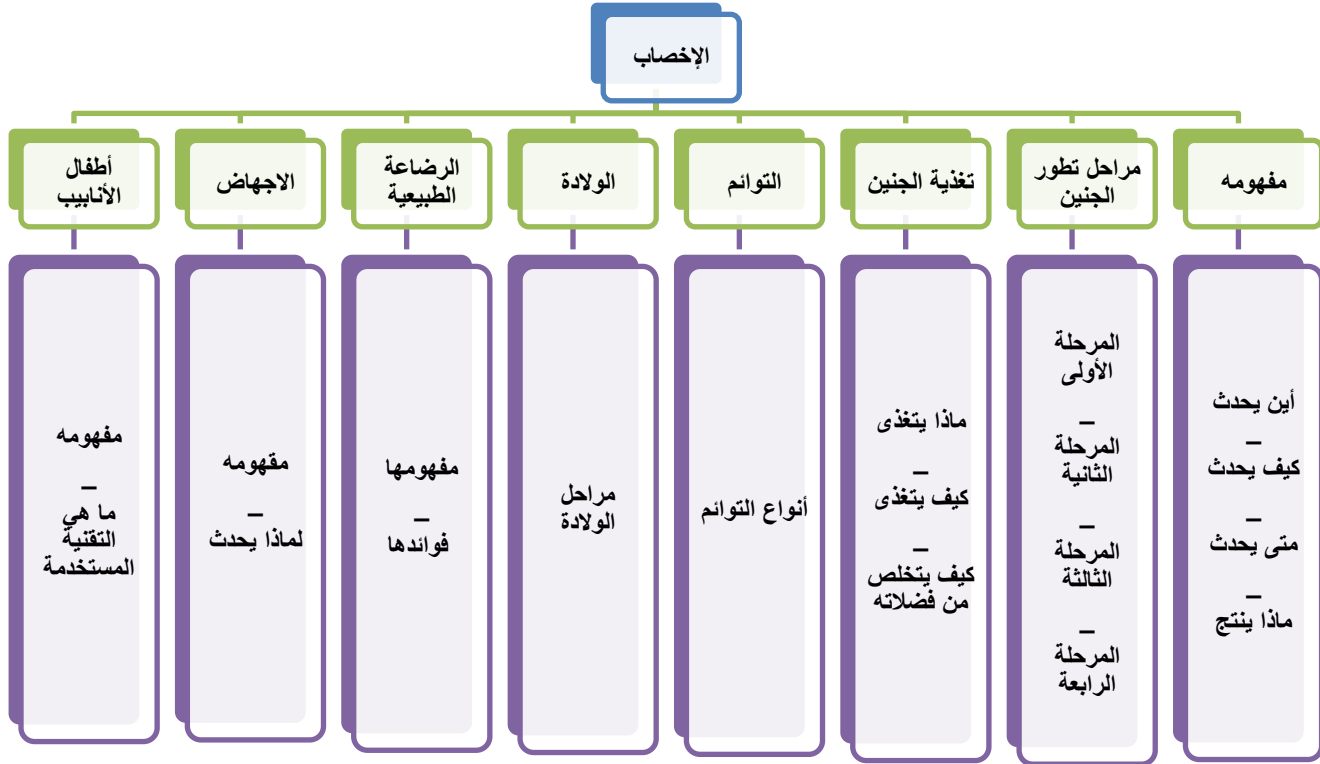 الإخصاب
مفهومه
مراحل تطور
الجنين
تغذية الجنين
التوائم
الولادة
الرضاعة
الطبيعية
الاجهاض
أطفال
الأنابيب
أين يحدث
–
كيف يحدث
–
متى يحدث
–
ماذا ينتج
المرحلة
الأولى
–
المرحلة
الثانية
–
المرحلة
الثالثة
–
المرحلة
الرابعة
ماذا يتغذى
–
كيف يتغذى
–
كيف يتخلص
من فضلاته
أنواع التوائم
مراحل
الولادة
مفهومها
–
فوائدها
مقهومه
–
لماذا يحدث
مفهومه
–
ما هي
التقنية
المستخدمة